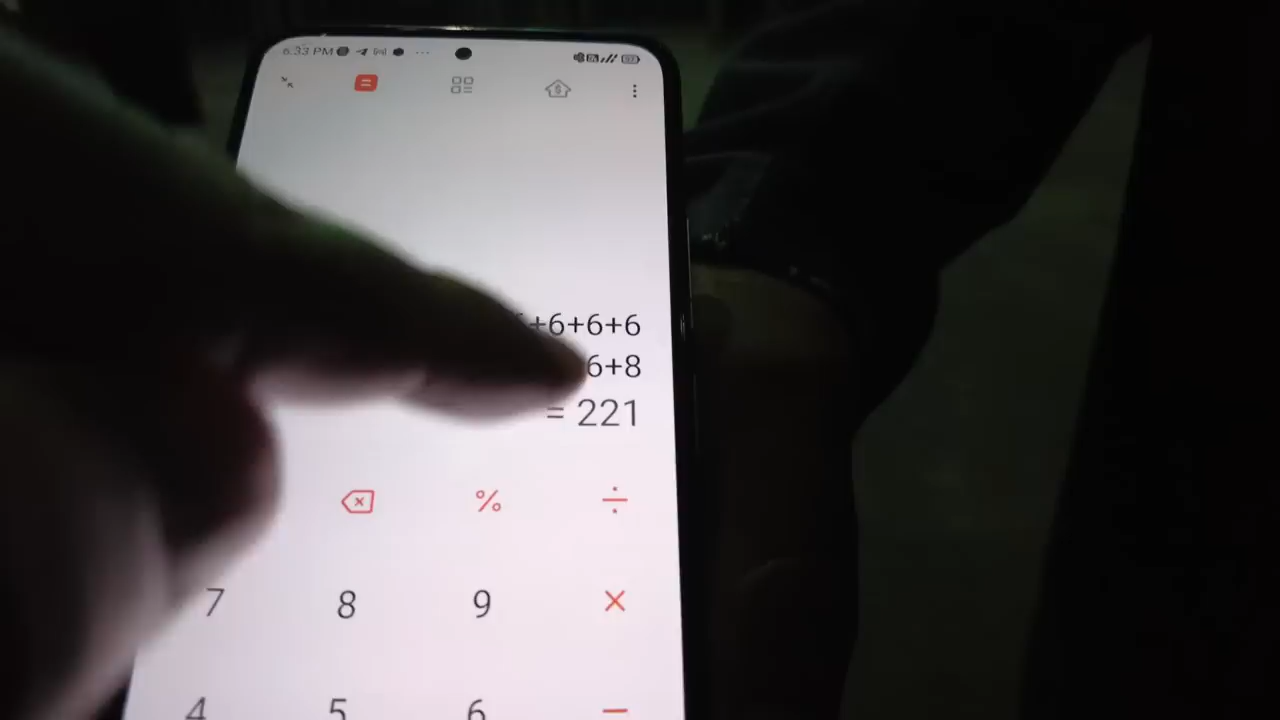 6:33 PM
+6+6+6
6+8
= 221
% ÷
7 8 9 ×
4 5 6 −